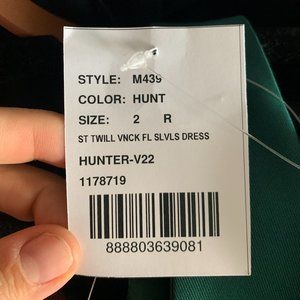 STYLE: M439
COLOR: HUNT
SIZE: 2 R
ST TWILL VNCK FL SLVLS DRESS
HUNTER-V22
1178719
888803639081